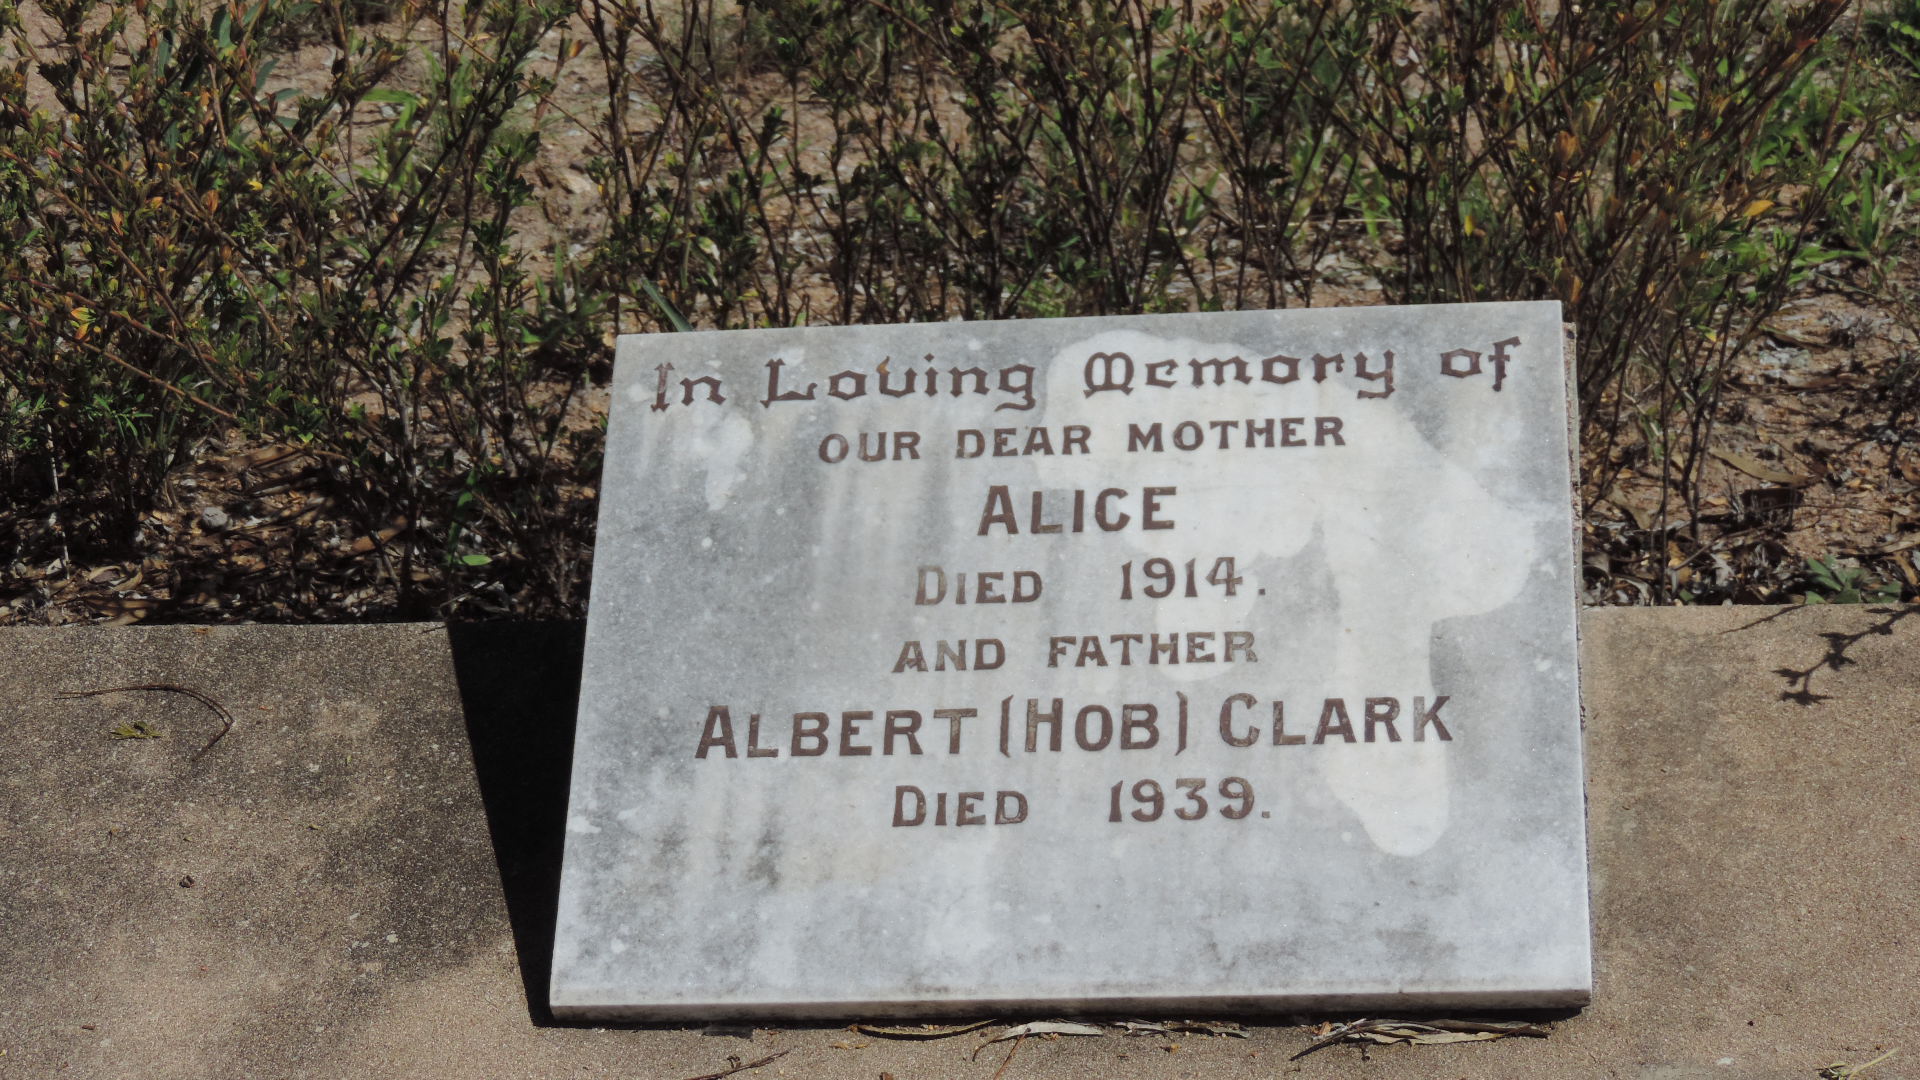 In Loving Memory of
OUR DEAR MOTHER
ALICE
DIED 1914.
AND FATHER
ALBERT (HOB) CLARK
DIED 1939.